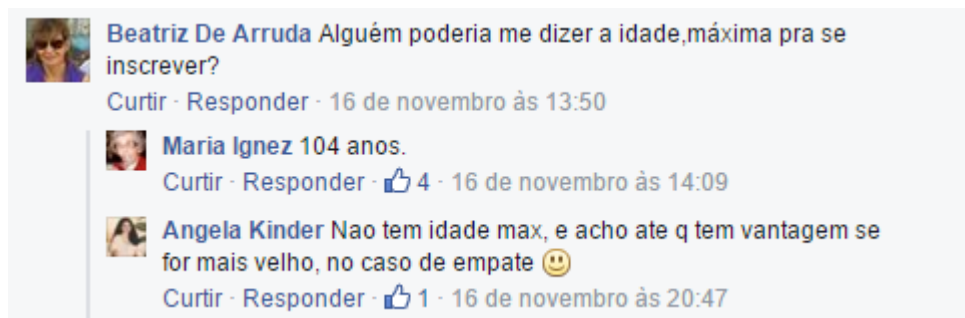 Beatriz De Arruda Alguém poderia me dizer a idade,máxima pra se
inscrever?
Curtir · Responder · 16 de novembro às 13:50
Maria Ignez 104 anos.
Curtir · Responder · 4 · 16 de novembro às 14:09
Angela Kinder Nao tem idade max, e acho ate q tem vantagem se
for mais velho, no caso de empate
Curtir · Responder · 1 · 16 de novembro às 20:47